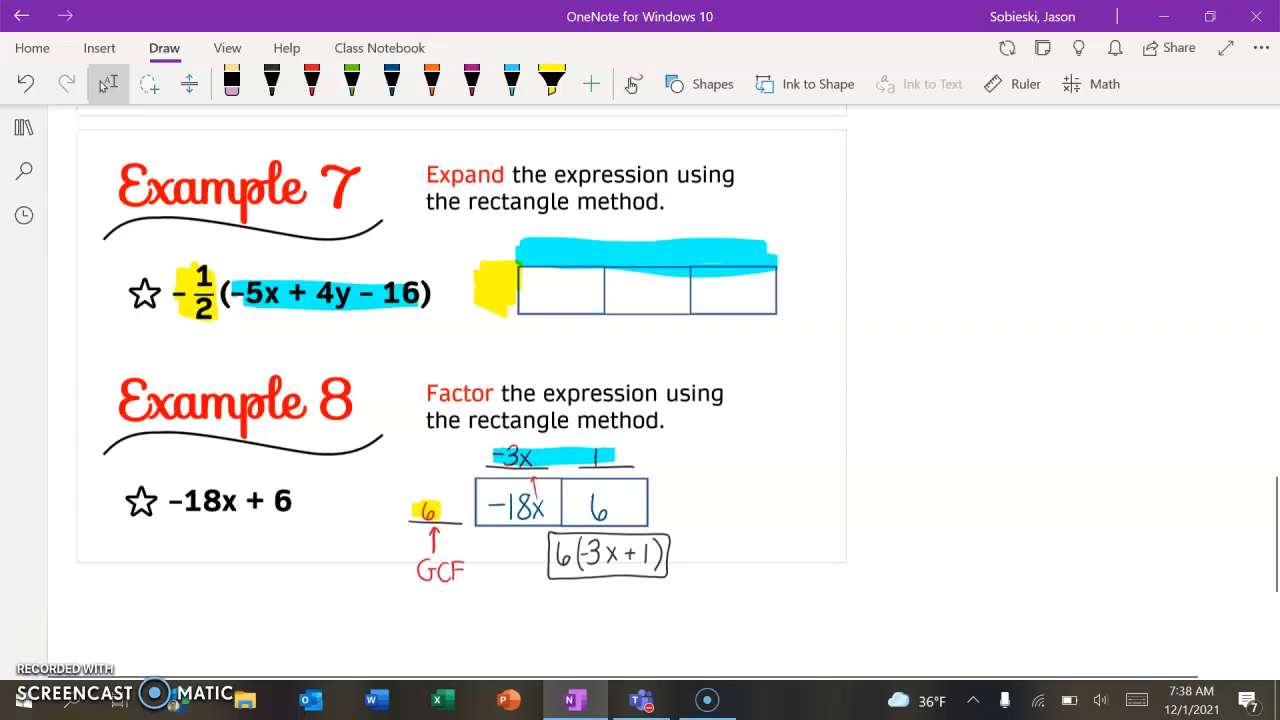 OneNote for Windows 10
Sobieski, Jason
Home Insert Draw View Help Class Notebook
Share
Shapes Ink to Shape Ink to Text Ruler Math
Example 7
Expand the expression using
the rectangle method.
☆ -1/2(-5x + 4y - 16)
Example 8
Factor the expression using
the rectangle method.
-3x 1
☆ -18x + 6
6 -18x 6
6(-3x+1)
GCF
RECORDED WITH
SCREENCAST MATIC
36°F
7:38 AM
12/1/2021
7